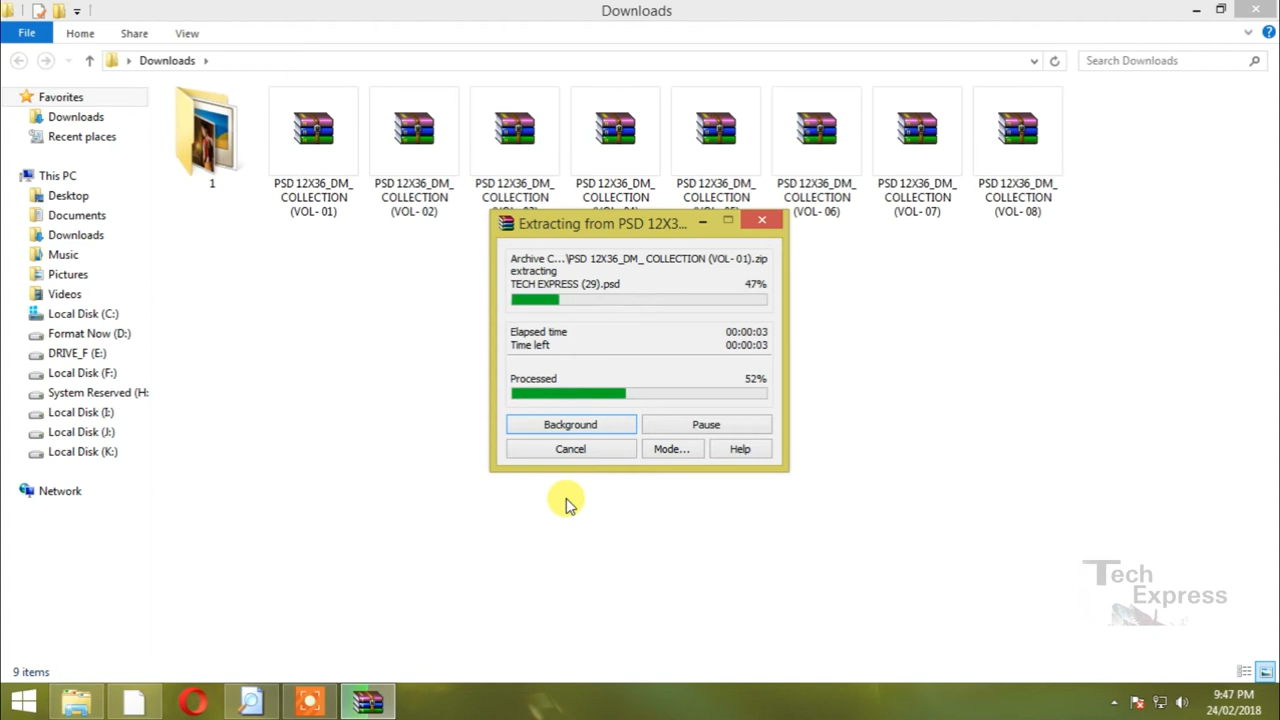 Downloads
File Home Share View
Downloads
Search Downloads
Favorites
Downloads
Recent places
This PC
Desktop
Documents
Downloads
Music
Pictures
Videos
Local Disk (C:)
Format Now (D:)
DRIVE_F (E:)
Local Disk (F:)
System Reserved (H:
Local Disk (I:)
Local Disk (J:)
Local Disk (K:)
Network
1
PSD 12X36_DM_
COLLECTION
(VOL- 01)
PSD 12X36_DM_
COLLECTION
(VOL- 02)
PSD 12X36_DM_
COLLECTION
PSD 12X36_DM_
COLLECTION
PSD 12X36_DM_
COLLECTION
PSD 12X36_DM_
COLLECTION
(VOL- 06)
PSD 12X36_DM_
COLLECTION
(VOL- 07)
PSD 12X36_DM_
COLLECTION
(VOL- 08)
Extracting from PSD 12X3...
Archive C...\PSD 12X36_DM_ COLLECTION (VOL- 01).zip
extracting
TECH EXPRESS (29).psd 47%
Elapsed time 00:00:03
Time left 00:00:03
Processed 52%
Background Pause
Cancel Mode... Help
Tech
Express
9 items
9:47 PM
24/02/2018